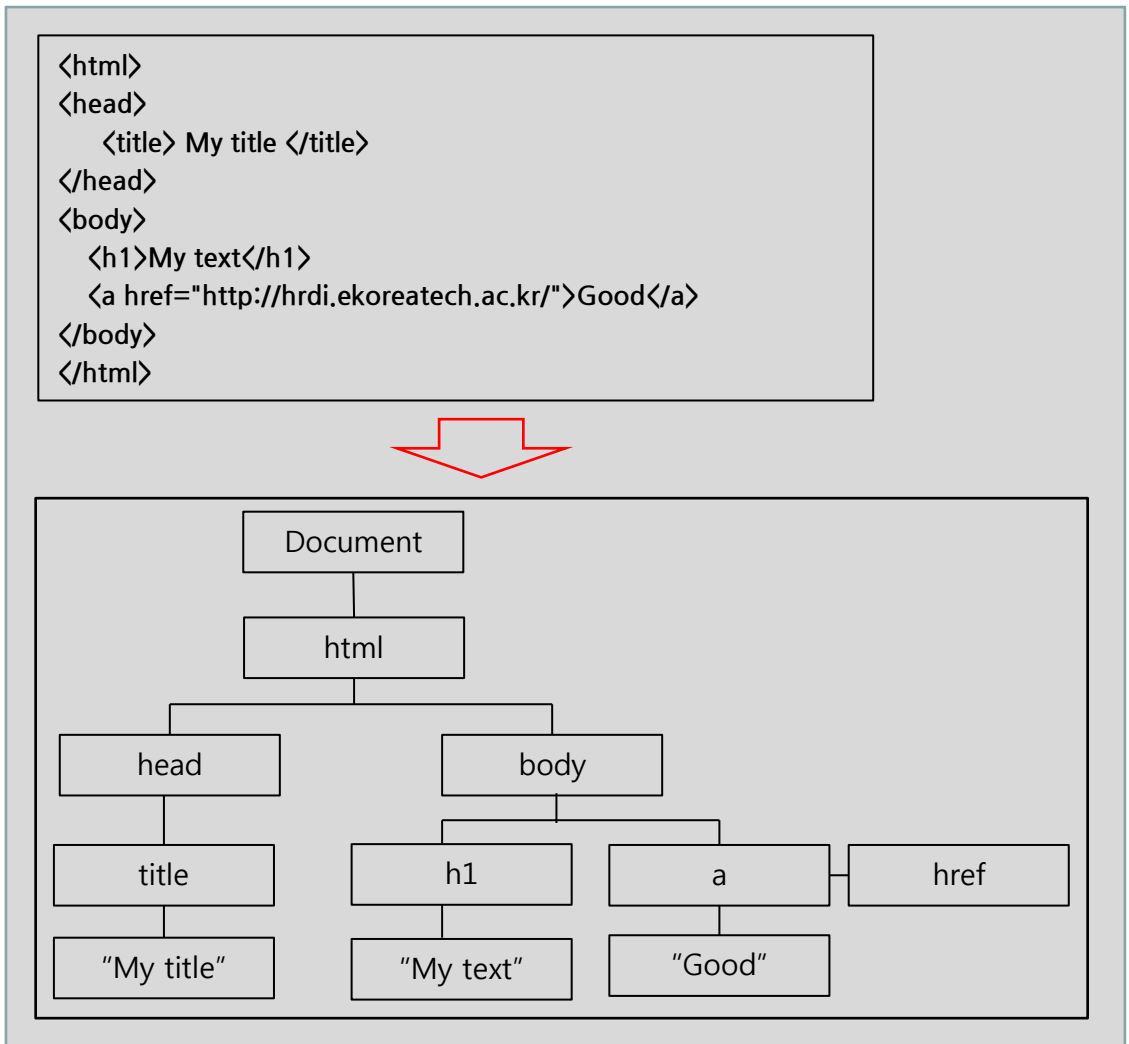 <html>
<head>
<title> My title </title>
</head>
<body>
<h1>My text</h1>
<a href="http://hrdi.ekoreatech.ac.kr/">Good</a>
</body>
</html>
Document
html
head body
title h1 a href
"My title" "My text" "Good"